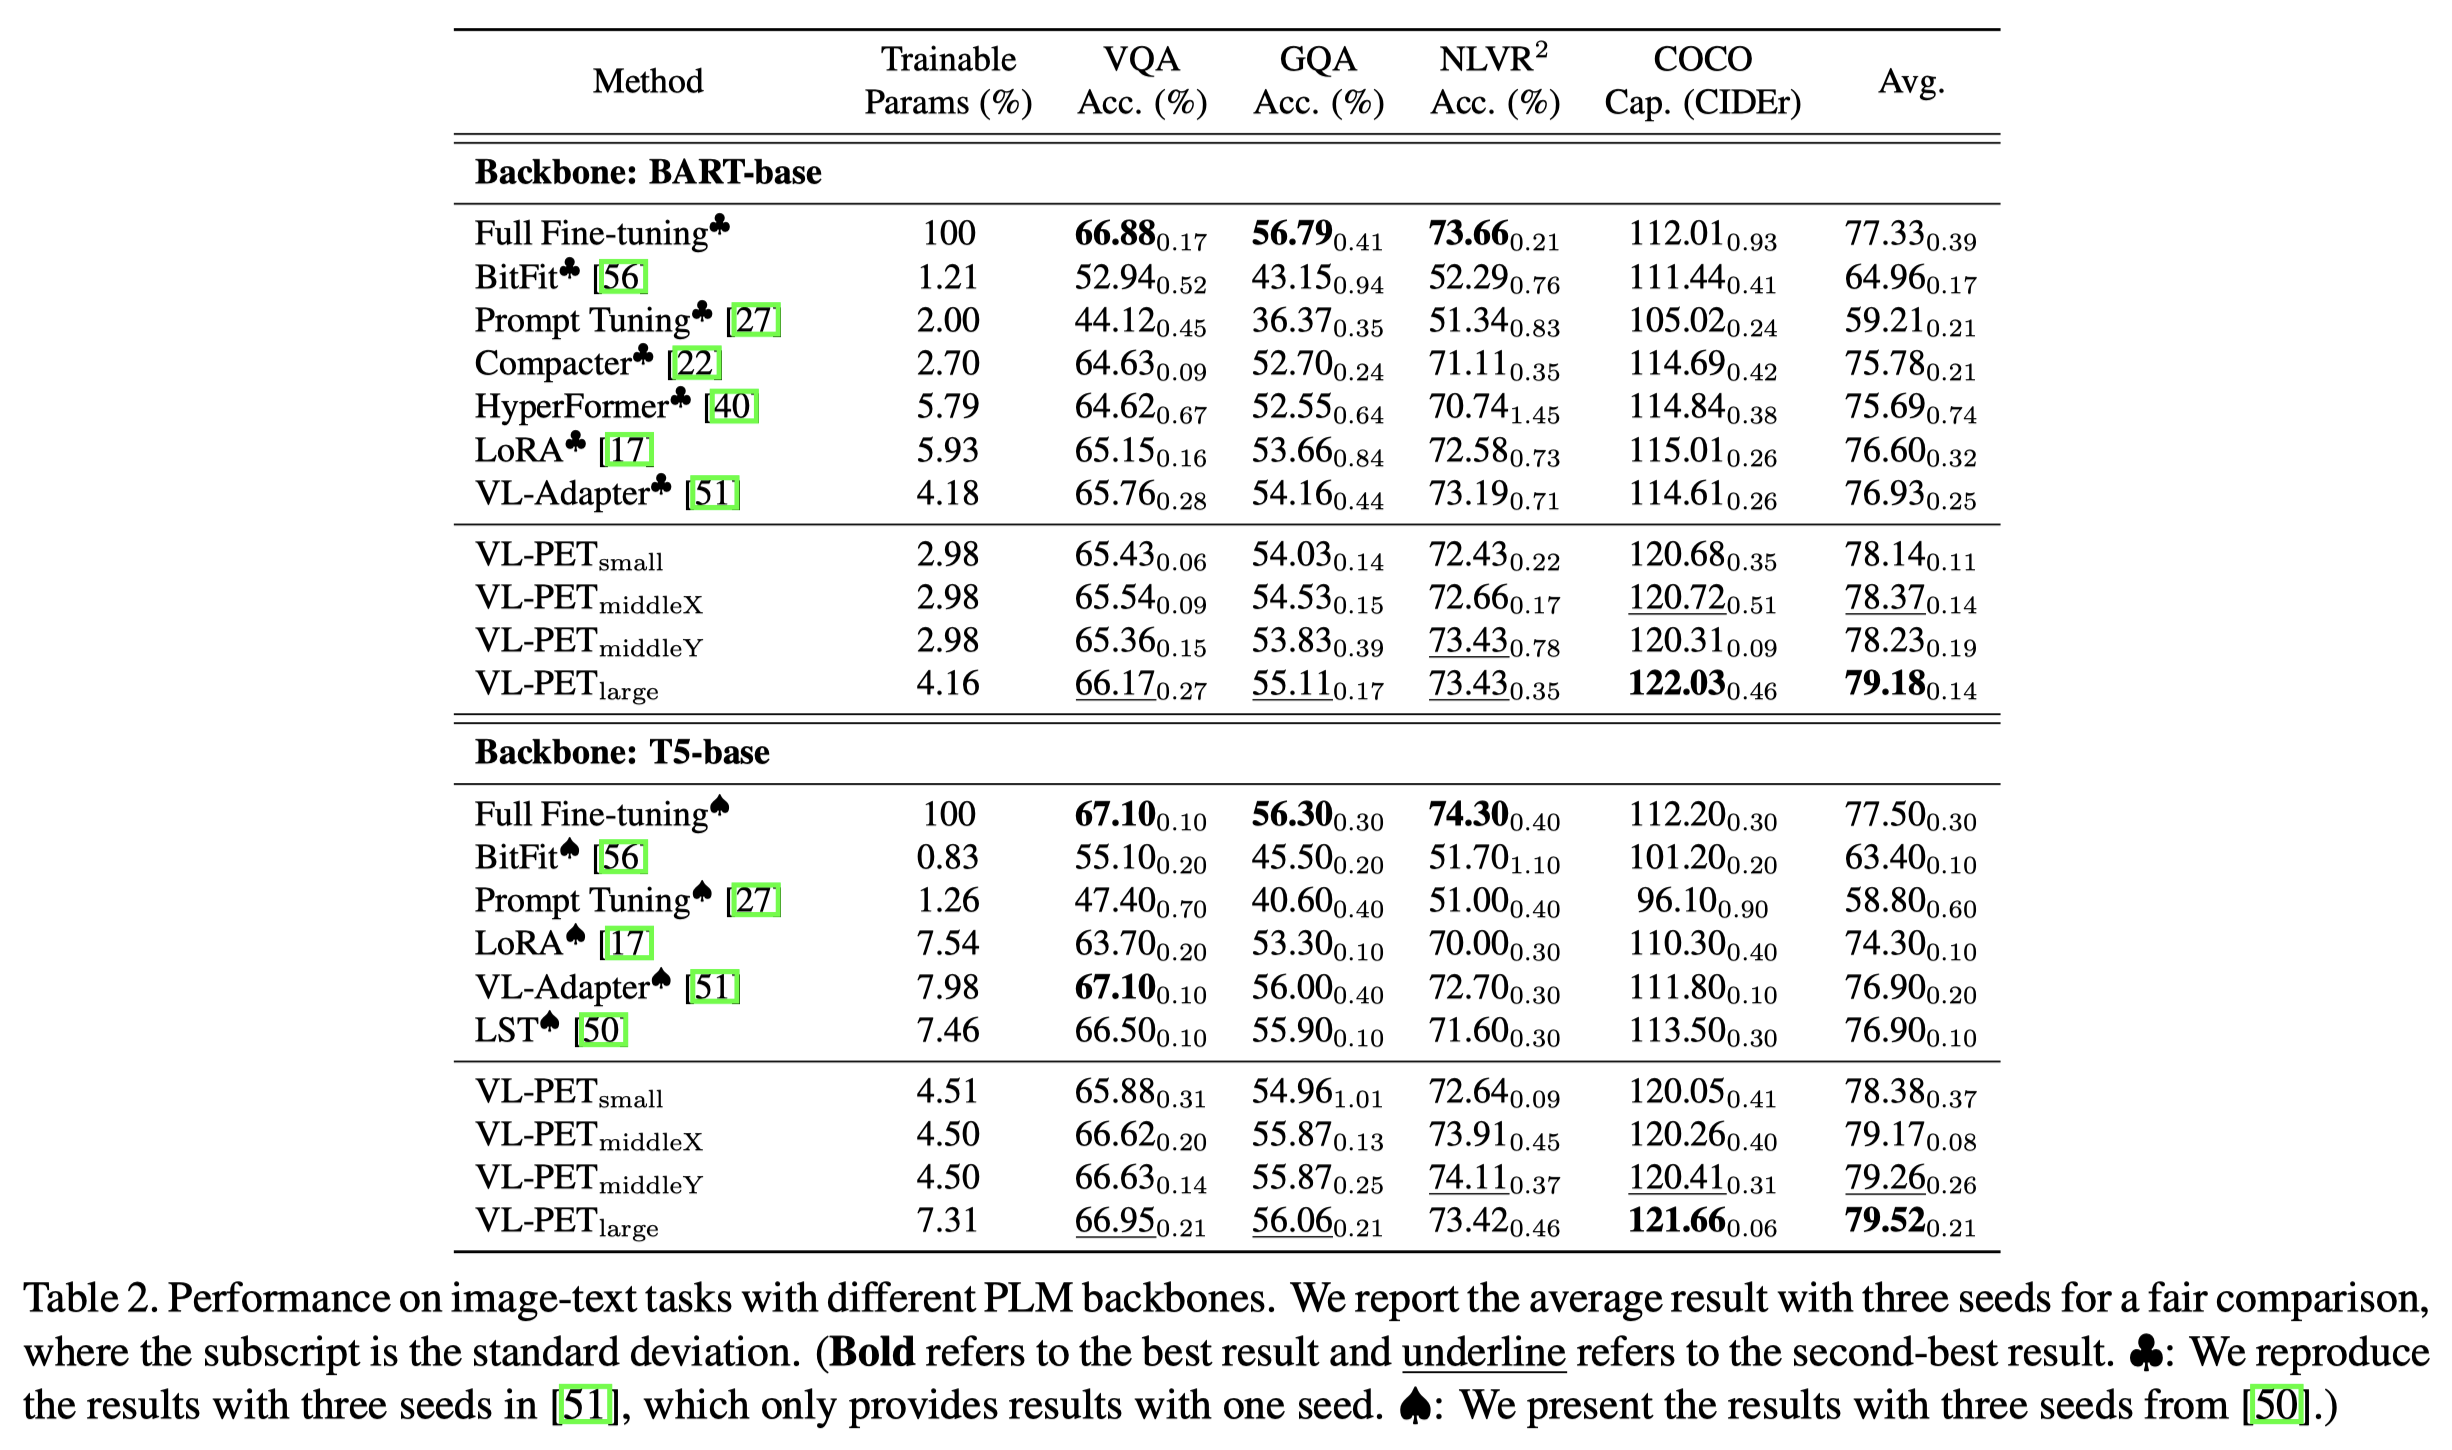 Method Trainable Params (%) VQA Acc. (%) GQA Acc. (%) NLVR² Acc. (%) COCO Cap. (CIDEr) Avg.
Backbone: BART-base
Full Fine-tuning♣ 100 66.88 0.17 56.79 0.41 73.66 0.21 112.01 0.93 77.33 0.39
BitFit♣ [56] 1.21 52.94 0.52 43.15 0.94 52.29 0.76 111.44 0.41 64.96 0.17
Prompt Tuning♣ [27] 2.00 44.12 0.45 36.37 0.35 51.34 0.83 105.02 0.24 59.21 0.21
Compacter♣ [22] 2.70 64.63 0.09 52.70 0.24 71.11 0.35 114.69 0.42 75.78 0.21
HyperFormer♣ [40] 5.79 64.62 0.67 52.55 0.64 70.74 1.45 114.84 0.38 75.69 0.74
LoRA♣ [17] 5.93 65.15 0.16 53.66 0.84 72.58 0.73 115.01 0.26 76.60 0.32
VL-Adapter♣ [51] 4.18 65.76 0.28 54.16 0.44 73.19 0.71 114.61 0.26 76.93 0.25
VL-PET small 2.98 65.43 0.06 54.03 0.14 72.43 0.22 120.68 0.35 78.14 0.11
VL-PET middleX 2.98 65.54 0.09 54.53 0.15 72.66 0.17 120.72 0.51 78.37 0.14
VL-PET middleY 2.98 65.36 0.15 53.83 0.39 73.43 0.78 120.31 0.09 78.23 0.19
VL-PET large 4.16 66.17 0.27 55.11 0.17 73.43 0.35 122.03 0.46 79.18 0.14
Backbone: T5-base
Full Fine-tuning♠ 100 67.10 0.10 56.30 0.30 74.30 0.40 112.20 0.30 77.50 0.30
BitFit♠ [56] 0.83 55.10 0.20 45.50 0.20 51.70 1.10 101.20 0.20 63.40 0.10
Prompt Tuning♠ [27] 1.26 47.40 0.70 40.60 0.40 51.00 0.40 96.10 0.90 58.80 0.60
LoRA♠ [17] 7.54 63.70 0.20 53.30 0.10 70.00 0.30 110.30 0.40 74.30 0.10
VL-Adapter♠ [51] 7.98 67.10 0.10 56.00 0.40 72.70 0.30 111.80 0.10 76.90 0.20
LST♠ [50] 7.46 66.50 0.10 55.90 0.10 71.60 0.30 113.50 0.30 76.90 0.10
VL-PET small 4.51 65.88 0.31 54.96 1.01 72.64 0.09 120.05 0.41 78.38 0.37
VL-PET middleX 4.50 66.62 0.20 55.87 0.13 73.91 0.45 120.26 0.40 79.17 0.08
VL-PET middleY 4.50 66.63 0.14 55.87 0.25 74.11 0.37 120.41 0.31 79.26 0.26
VL-PET large 7.31 66.95 0.21 56.06 0.21 73.42 0.46 121.66 0.06 79.52 0.21
Table 2. Performance on image-text tasks with different PLM backbones. We report the average result with three seeds for a fair comparison,
where the subscript is the standard deviation. (Bold refers to the best result and underline refers to the second-best result. ♣: We reproduce
the results with three seeds in [51], which only provides results with one seed. ♠: We present the results with three seeds from [50].)